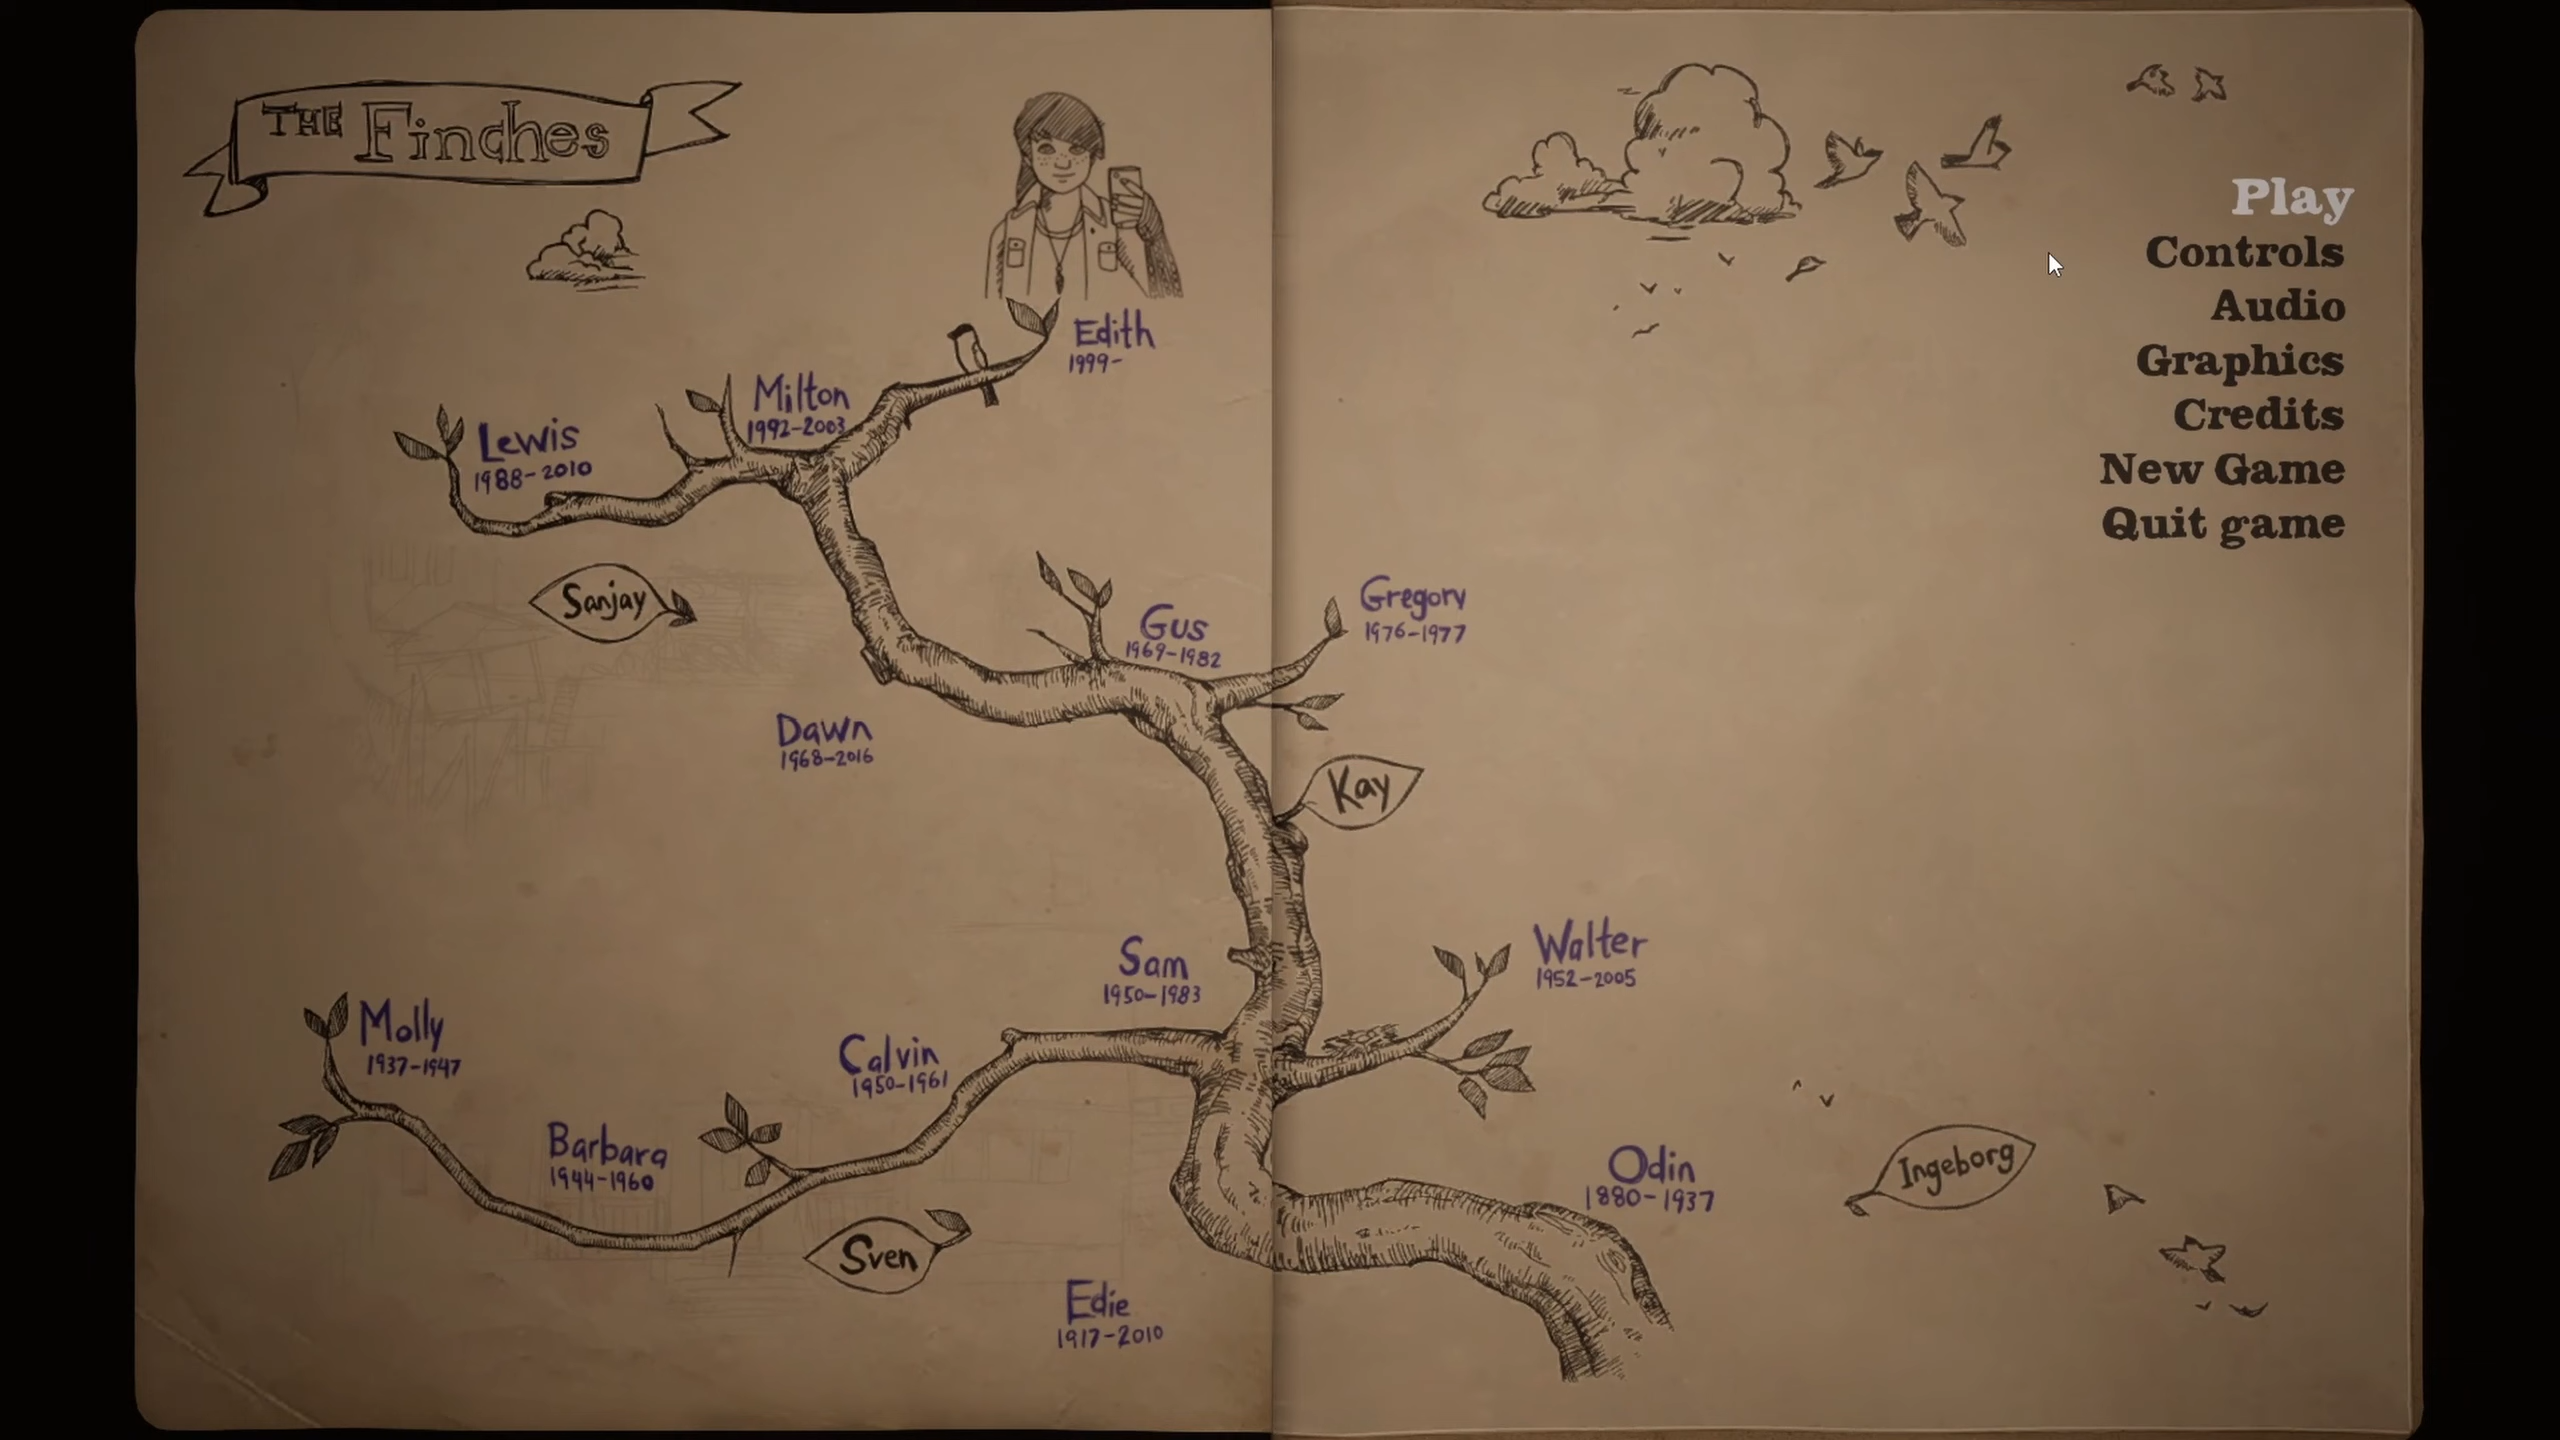 THE Finches
Edith
1999-
Milton
1992-2003
Lewis
1988-2010
Sanjay
Gus
1969-1982
Gregory
1976-1977
Dawn
1968-2016
Kay
Sam
1950-1983
Walter
1952-2005
Molly
1937-1947
Calvin
1950-1961
Barbara
1944-1960
Sven
Odin
1880-1937
Ingeborg
Edie
1917-2010
Play
Controls
Audio
Graphics
Credits
New Game
Quit game